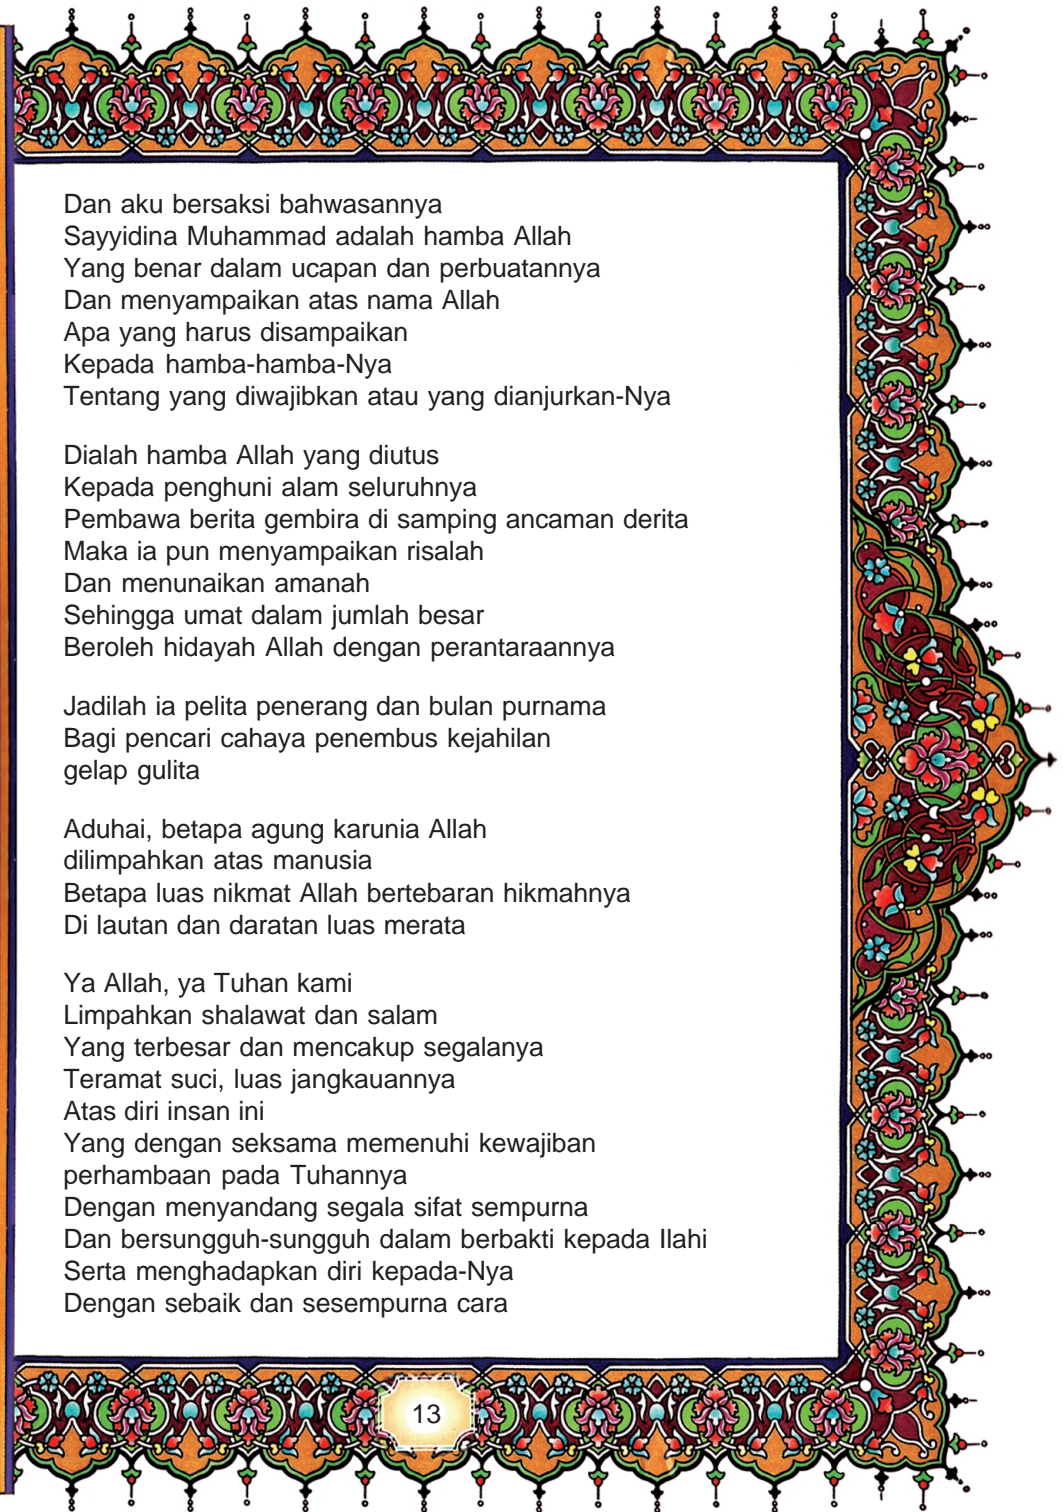 Dan aku bersaksi bahwasannya
Sayyidina Muhammad adalah hamba Allah
Yang benar dalam ucapan dan perbuatannya
Dan menyampaikan atas nama Allah
Apa yang harus disampaikan
Kepada hamba-hamba-Nya
Tentang yang diwajibkan atau yang dianjurkan-Nya
Dialah hamba Allah yang diutus
Kepada penghuni alam seluruhnya
Pembawa berita gembira di samping ancaman derita
Maka ia pun menyampaikan risalah
Dan menunaikan amanah
Sehingga umat dalam jumlah besar
Beroleh hidayah Allah dengan perantaraannya
Jadilah ia pelita penerang dan bulan purnama
Bagi pencari cahaya penembus kejahilan
gelap gulita
Aduhai, betapa agung karunia Allah
dilimpahkan atas manusia
Betapa luas nikmat Allah bertebaran hikmahnya
Di lautan dan daratan luas merata
Ya Allah, ya Tuhan kami
Limpahkan shalawat dan salam
Yang terbesar dan mencakup segalanya
Teramat suci, luas jangkauannya
Atas diri insan ini
Yang dengan seksama memenuhi kewajiban
perhambaan pada Tuhannya
Dengan menyandang segala sifat sempurna
Dan bersungguh-sungguh dalam berbakti kepada Ilahi
Serta menghadapkan diri kepada-Nya
Dengan sebaik dan sesempurna cara
13